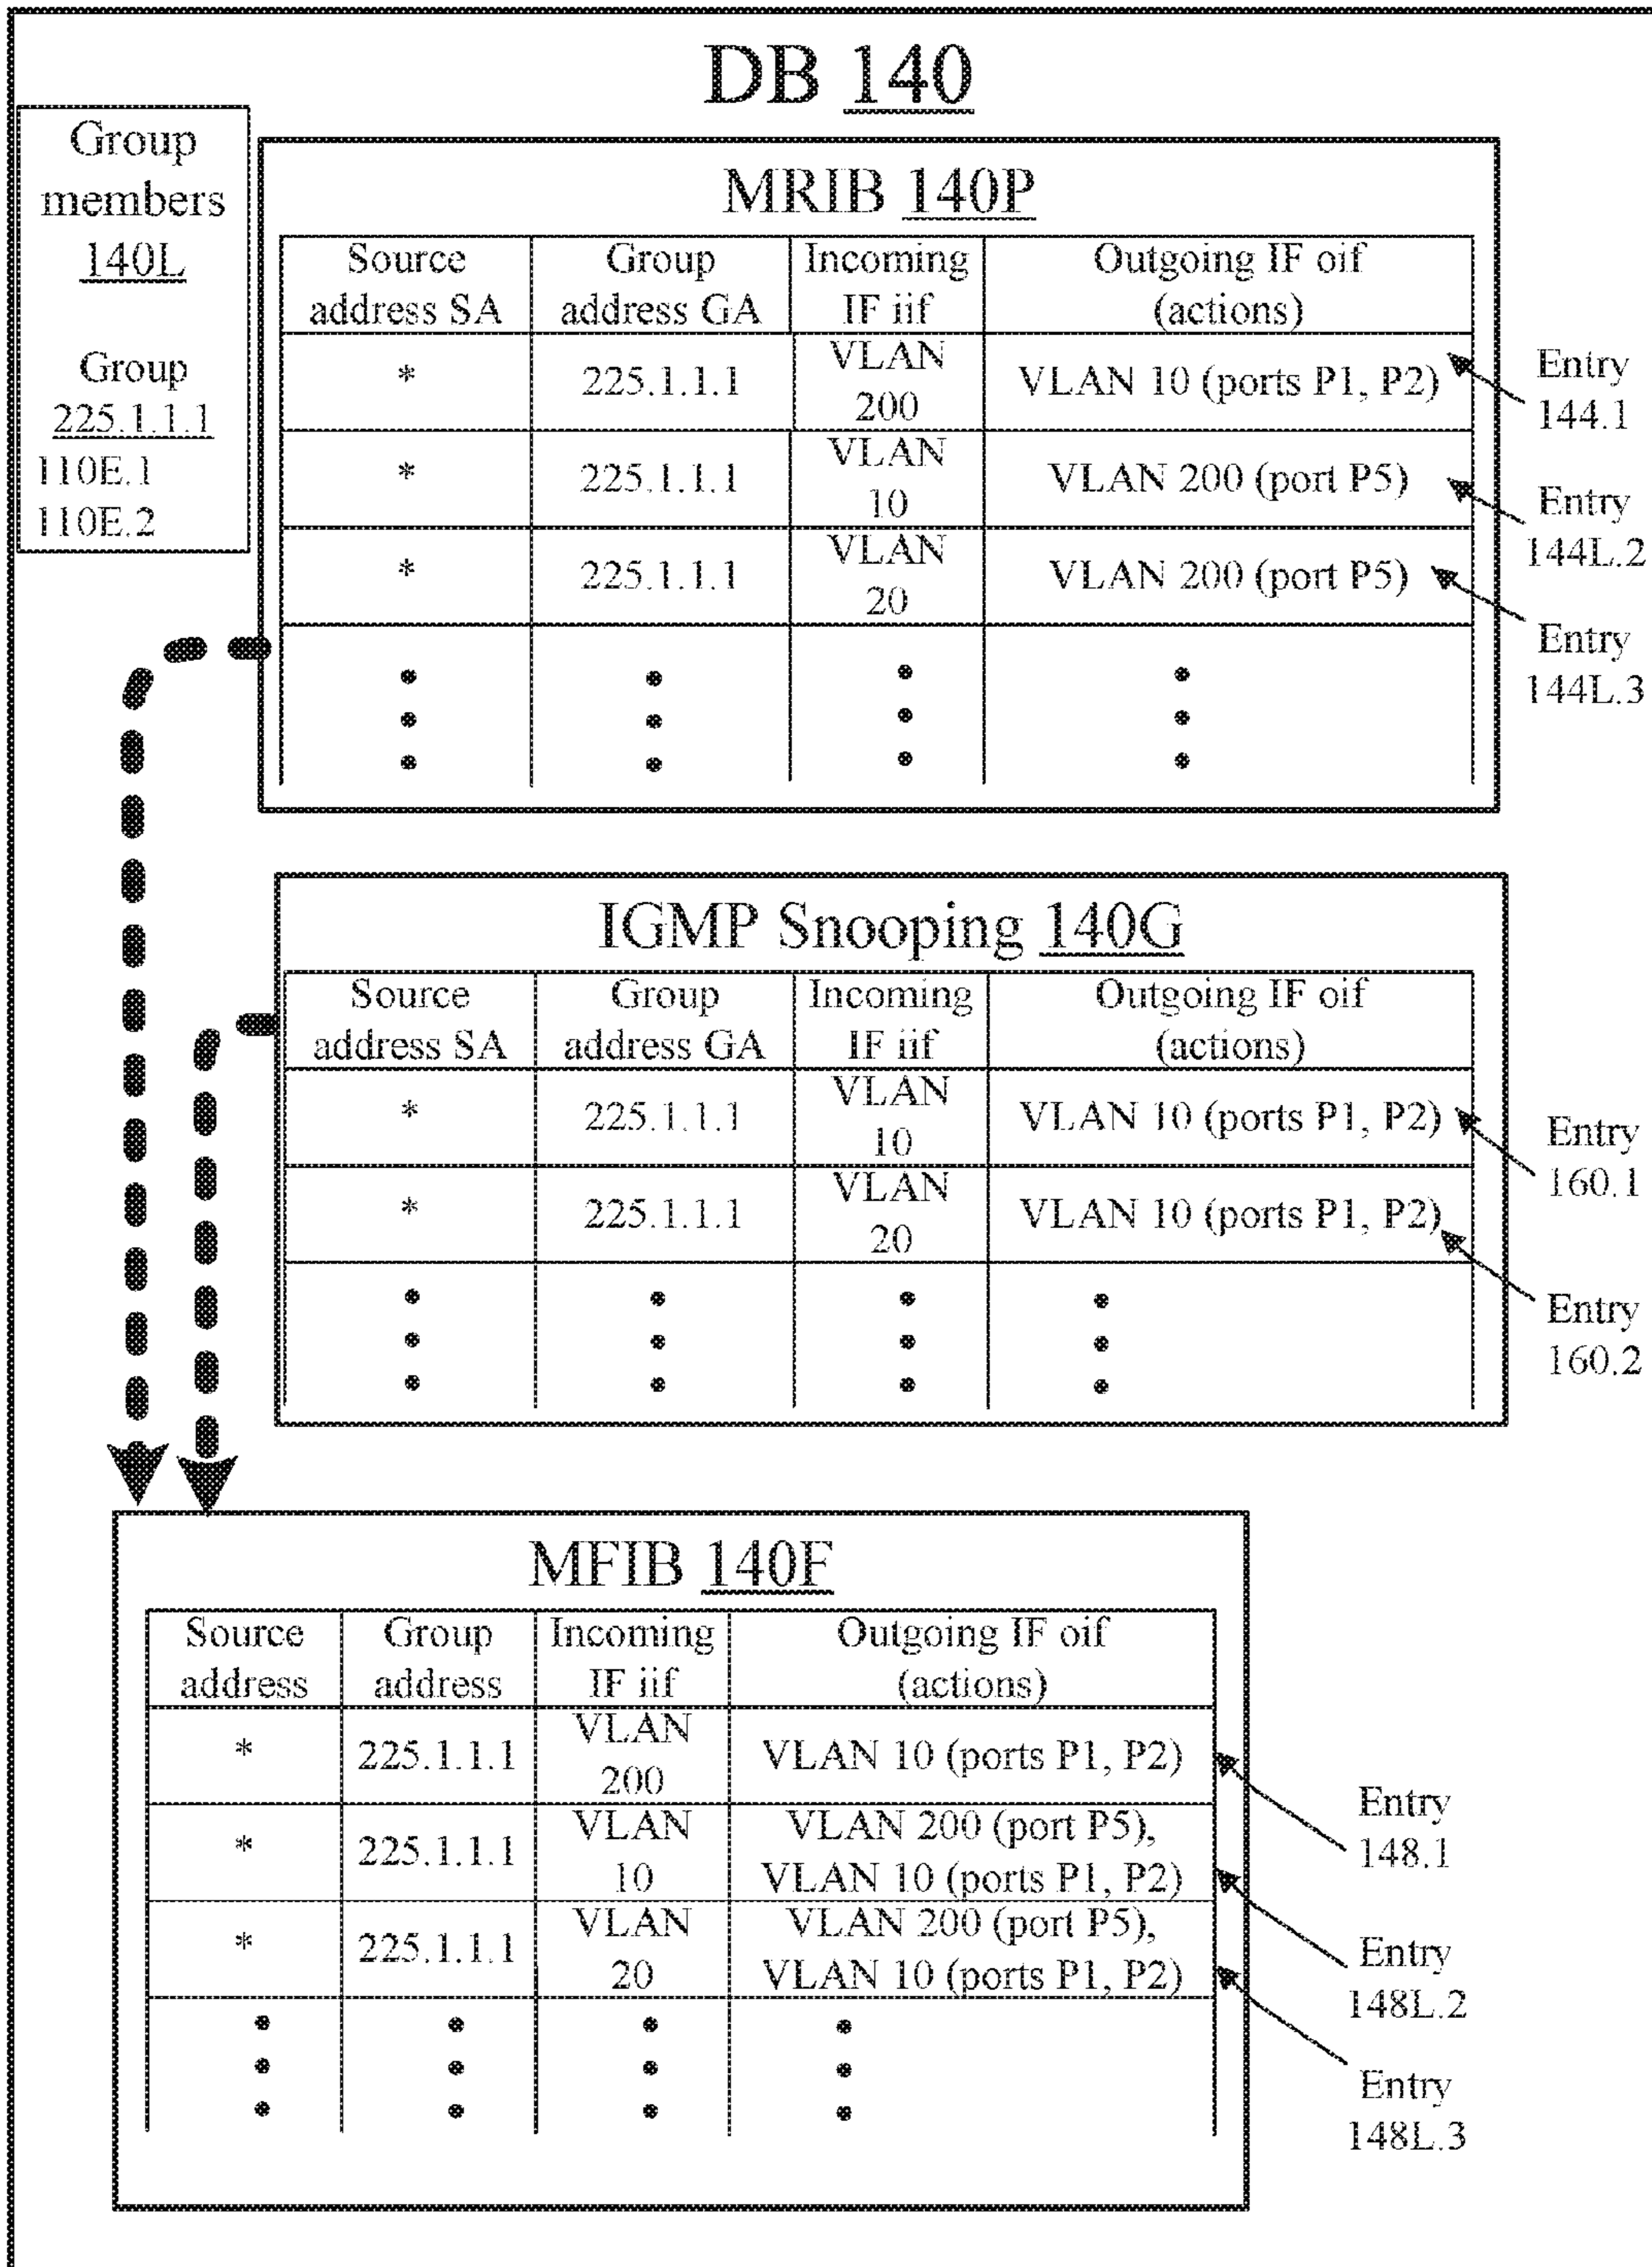 DB 140
Group
members
140L
Group
225.1.1.1
110E.1
110E.2
MRIB 140P
Source address SA
Group address GA
Incoming IF iif
Outgoing IF oif (actions)
*
225.1.1.1
VLAN 200
VLAN 10 (ports P1, P2)
Entry 144.1
*
225.1.1.1
VLAN 10
VLAN 200 (port P5)
Entry 144L.2
*
225.1.1.1
VLAN 20
VLAN 200 (port P5)
Entry 144L.3
IGMP Snooping 140G
Source address SA
Group address GA
Incoming IF iif
Outgoing IF oif (actions)
*
225.1.1.1
VLAN 10
VLAN 10 (ports P1, P2)
Entry 160.1
*
225.1.1.1
VLAN 20
VLAN 10 (ports P1, P2)
Entry 160.2
MFIB 140F
Source address
Group address
Incoming IF iif
Outgoing IF oif (actions)
*
225.1.1.1
VLAN 200
VLAN 10 (ports P1, P2)
Entry 148.1
*
225.1.1.1
VLAN 10
VLAN 200 (port P5),
VLAN 10 (ports P1, P2)
Entry 148L.2
*
225.1.1.1
VLAN 20
VLAN 200 (port P5),
VLAN 10 (ports P1, P2)
Entry 148L.3